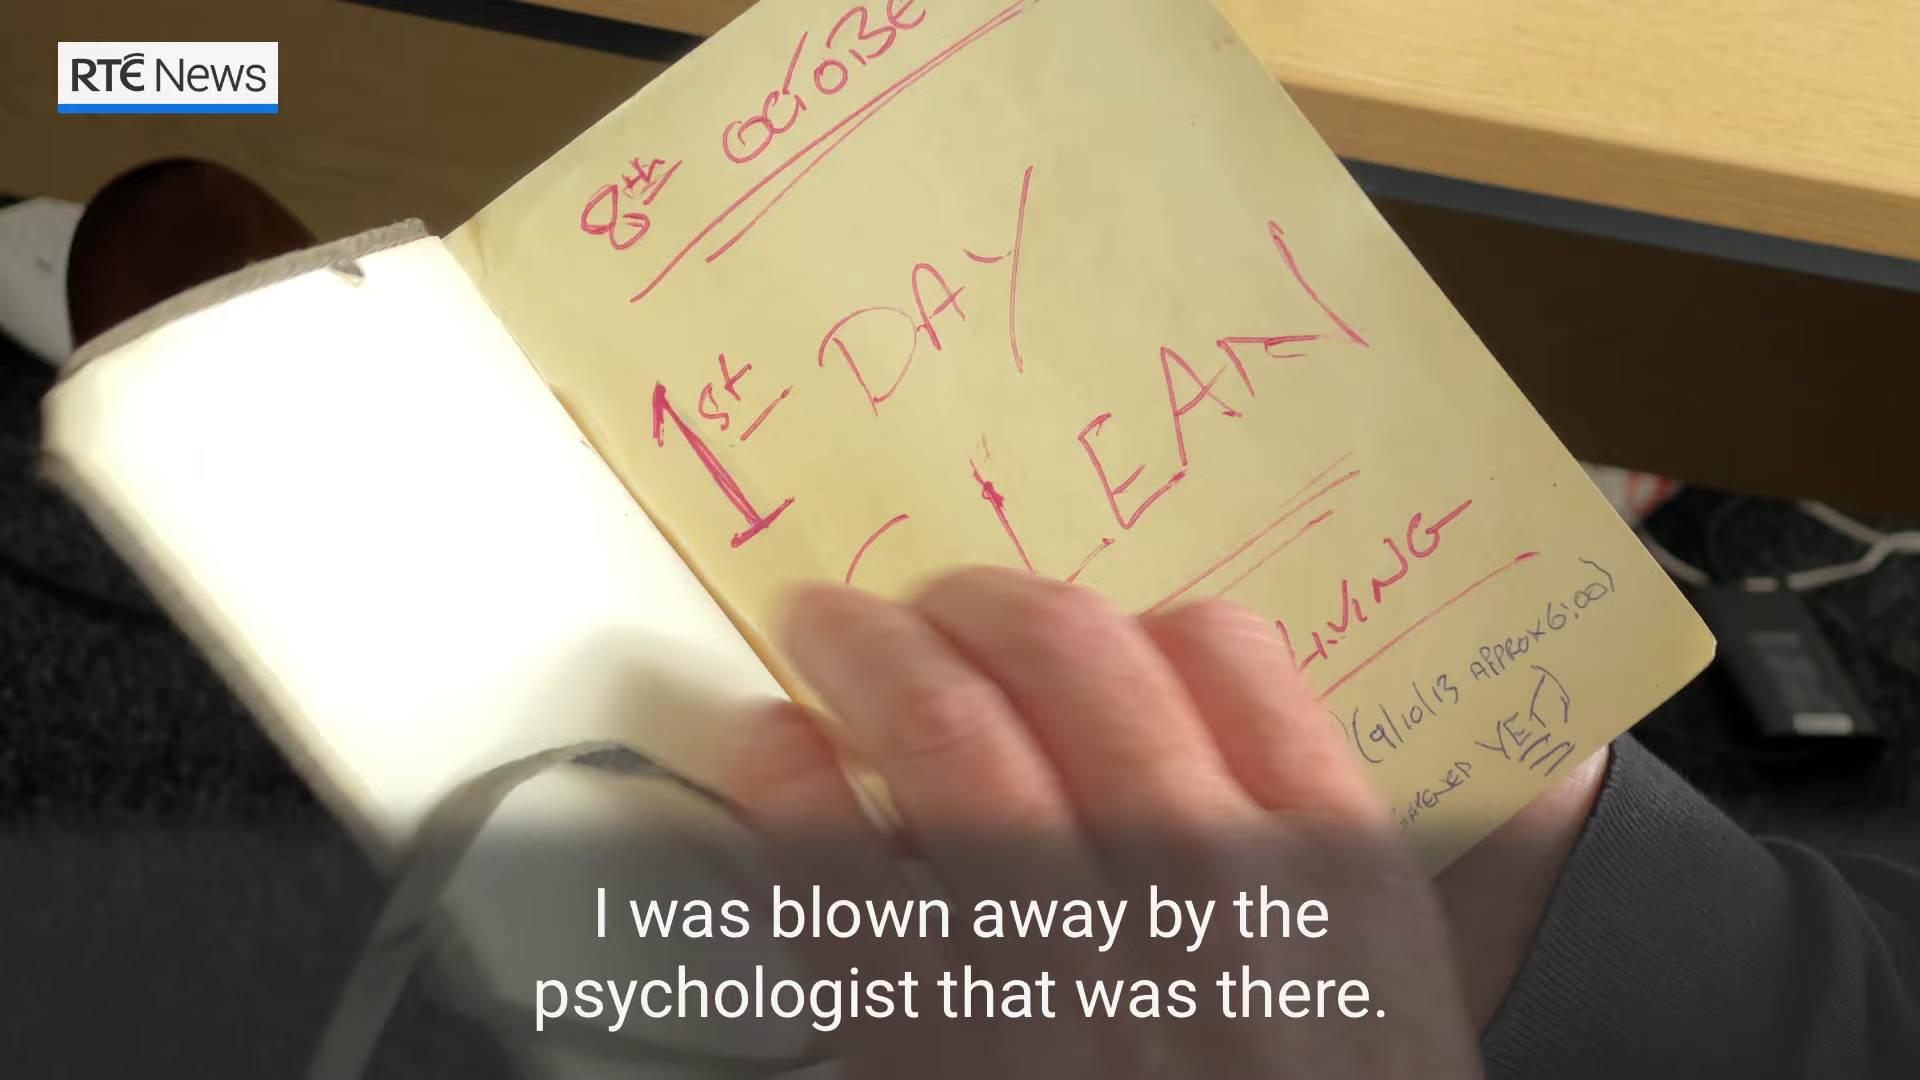 RTÉ News
8th OCTOBE
1st DAY
CLEAN
LIVING
(9/10/13 APPROX 6:00)
YET)
I was blown away by the
psychologist that was there.